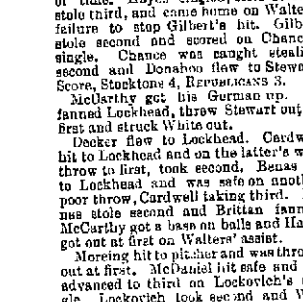 stole third, and came home on Walte
failure to stop Gilbert's hit. Gilb
stole second and scored on Chanc
single. Chance was caught steali
second and Donahoo flew to Stewa
Score, Stocktons 4, REPUBLICANS 3.
McCarthy got his German up.
fanned Lockhead, threw Stewart out
first and struck White out.
Decker flew to Lockhead. Cardw
hit to Lockhead and on the latter's w
throw to first, took second, Benas
to Lockhead and was safe on anot
poor throw, Cardwell taking third.
nas stole second and Brittan fann
McCarthy got a base on balls and Ha
got out at first on Walters' assist.
Moreing hit to pitcher and was thro
out at first. McDaniel hit safe and
advanced to third on Lockovich's
gle. Lockovich took second and W